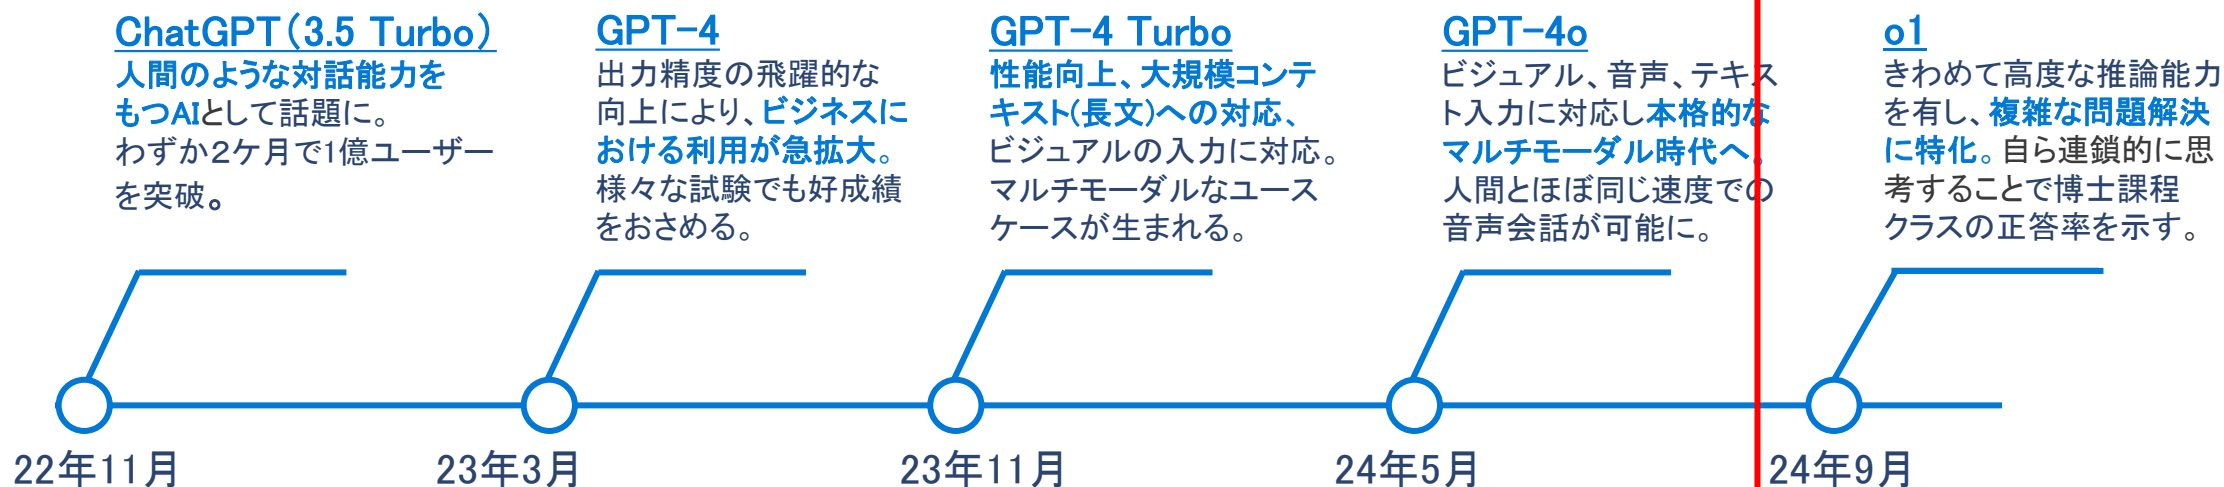 ChatGPT(3.5 Turbo)
人間のような対話能力を
もつAIとして話題に。
わずか2ケ月で1億ユーザー
を突破。
GPT-4
出力精度の飛躍的な
向上により、ビジネスに
おける利用が急拡大。
様々な試験でも好成績
をおさめる。
GPT-4 Turbo
性能向上、大規模コンテ
キスト(長文)への対応、
ビジュアルの入力に対応。
マルチモーダルなユース
ケースが生まれる。
GPT-4o
ビジュアル、音声、テキス
ト入力に対応し本格的な
マルチモーダル時代へ。
人間とほぼ同じ速度での
音声会話が可能に。
o1
きわめて高度な推論能力
を有し、複雑な問題解決
に特化。自ら連鎖的に思
考することで博士課程
クラスの正答率を示す。
22年11月
23年3月
23年11月
24年5月
24年9月